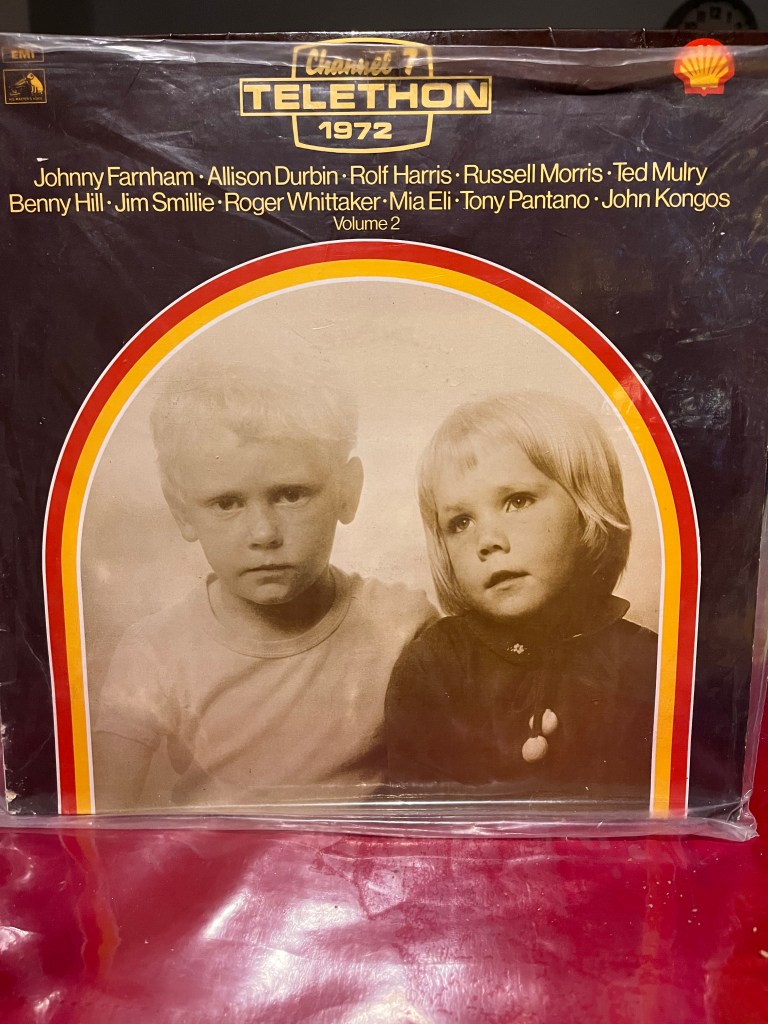 EMI
Channel 7
TELETHON
1972
Johnny Farnham · Allison Durbin · Rolf Harris · Russell Morris · Ted Mulry
Benny Hill · Jim Smillie · Roger Whittaker · Mia Eli · Tony Pantano · John Kongos
Volume 2